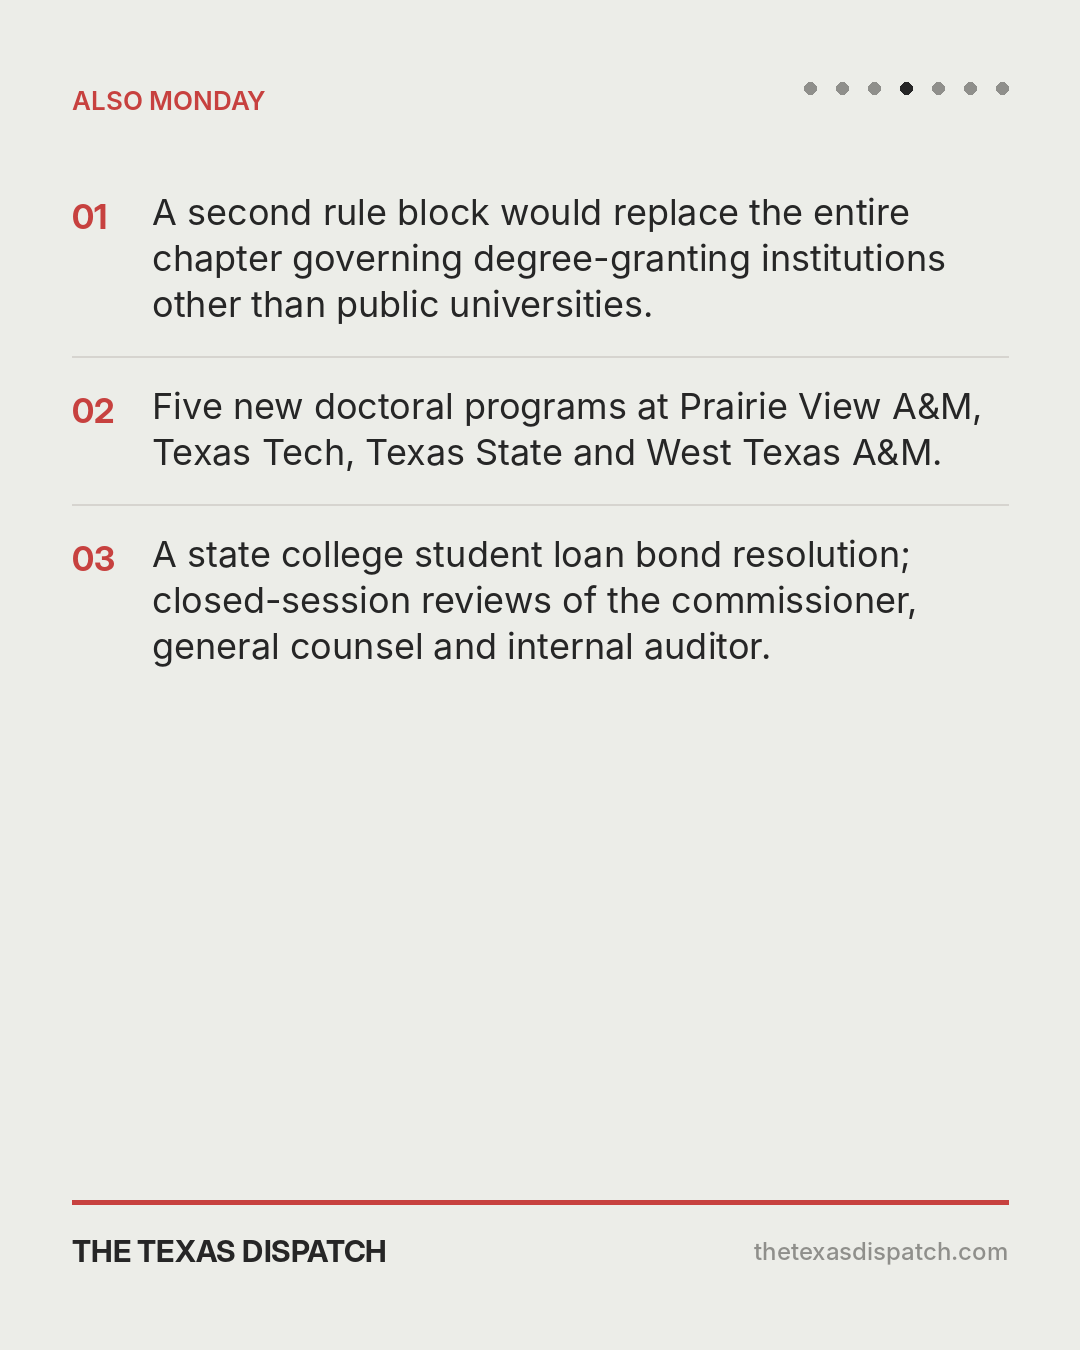 ALSO MONDAY
01 A second rule block would replace the entire
chapter governing degree-granting institutions
other than public universities.
02 Five new doctoral programs at Prairie View A&M,
Texas Tech, Texas State and West Texas A&M.
03 A state college student loan bond resolution;
closed-session reviews of the commissioner,
general counsel and internal auditor.
THE TEXAS DISPATCH
thetexasdispatch.com